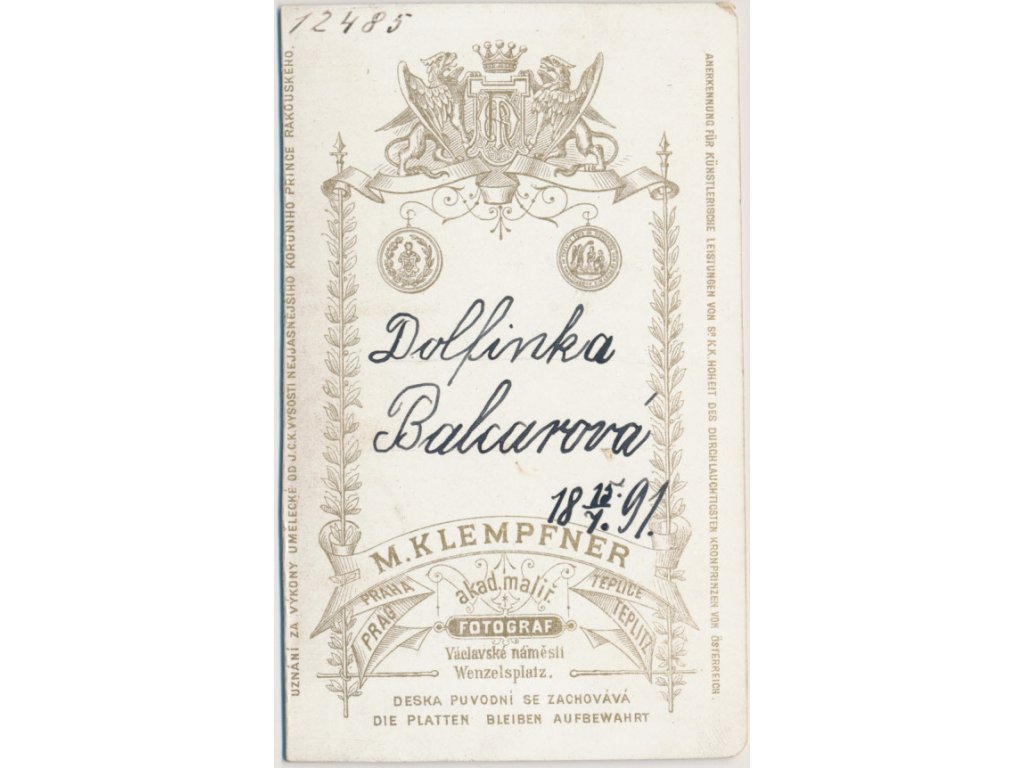 12485
UZNÁNÍ ZA VÝKONY UMĚLECKÉ OD J.C.K. VÝSOSTI NEJJASNĚJŠÍHO KORUNÍHO PRINCE RAKOUSKÉHO.
ANERKENNUNG FÜR KÜNSTLERISCHE LEISTUNGEN VON Sr K.K. HOHEIT DES DURCHLAUCHTIGSTEN KRONPRINZEN VON ÖSTERREICH.
Dolfinka
Balcarová
18 15./7. 91.
M. KLEMPFNER
PRAHA
PRAG
akad. malíř
TEPLICE
TEPLITZ
FOTOGRAF
Václavské náměstí
Wenzelsplatz.
DESKA PUVODNÍ SE ZACHOVÁVÁ
DIE PLATTEN BLEIBEN AUFBEWAHRT